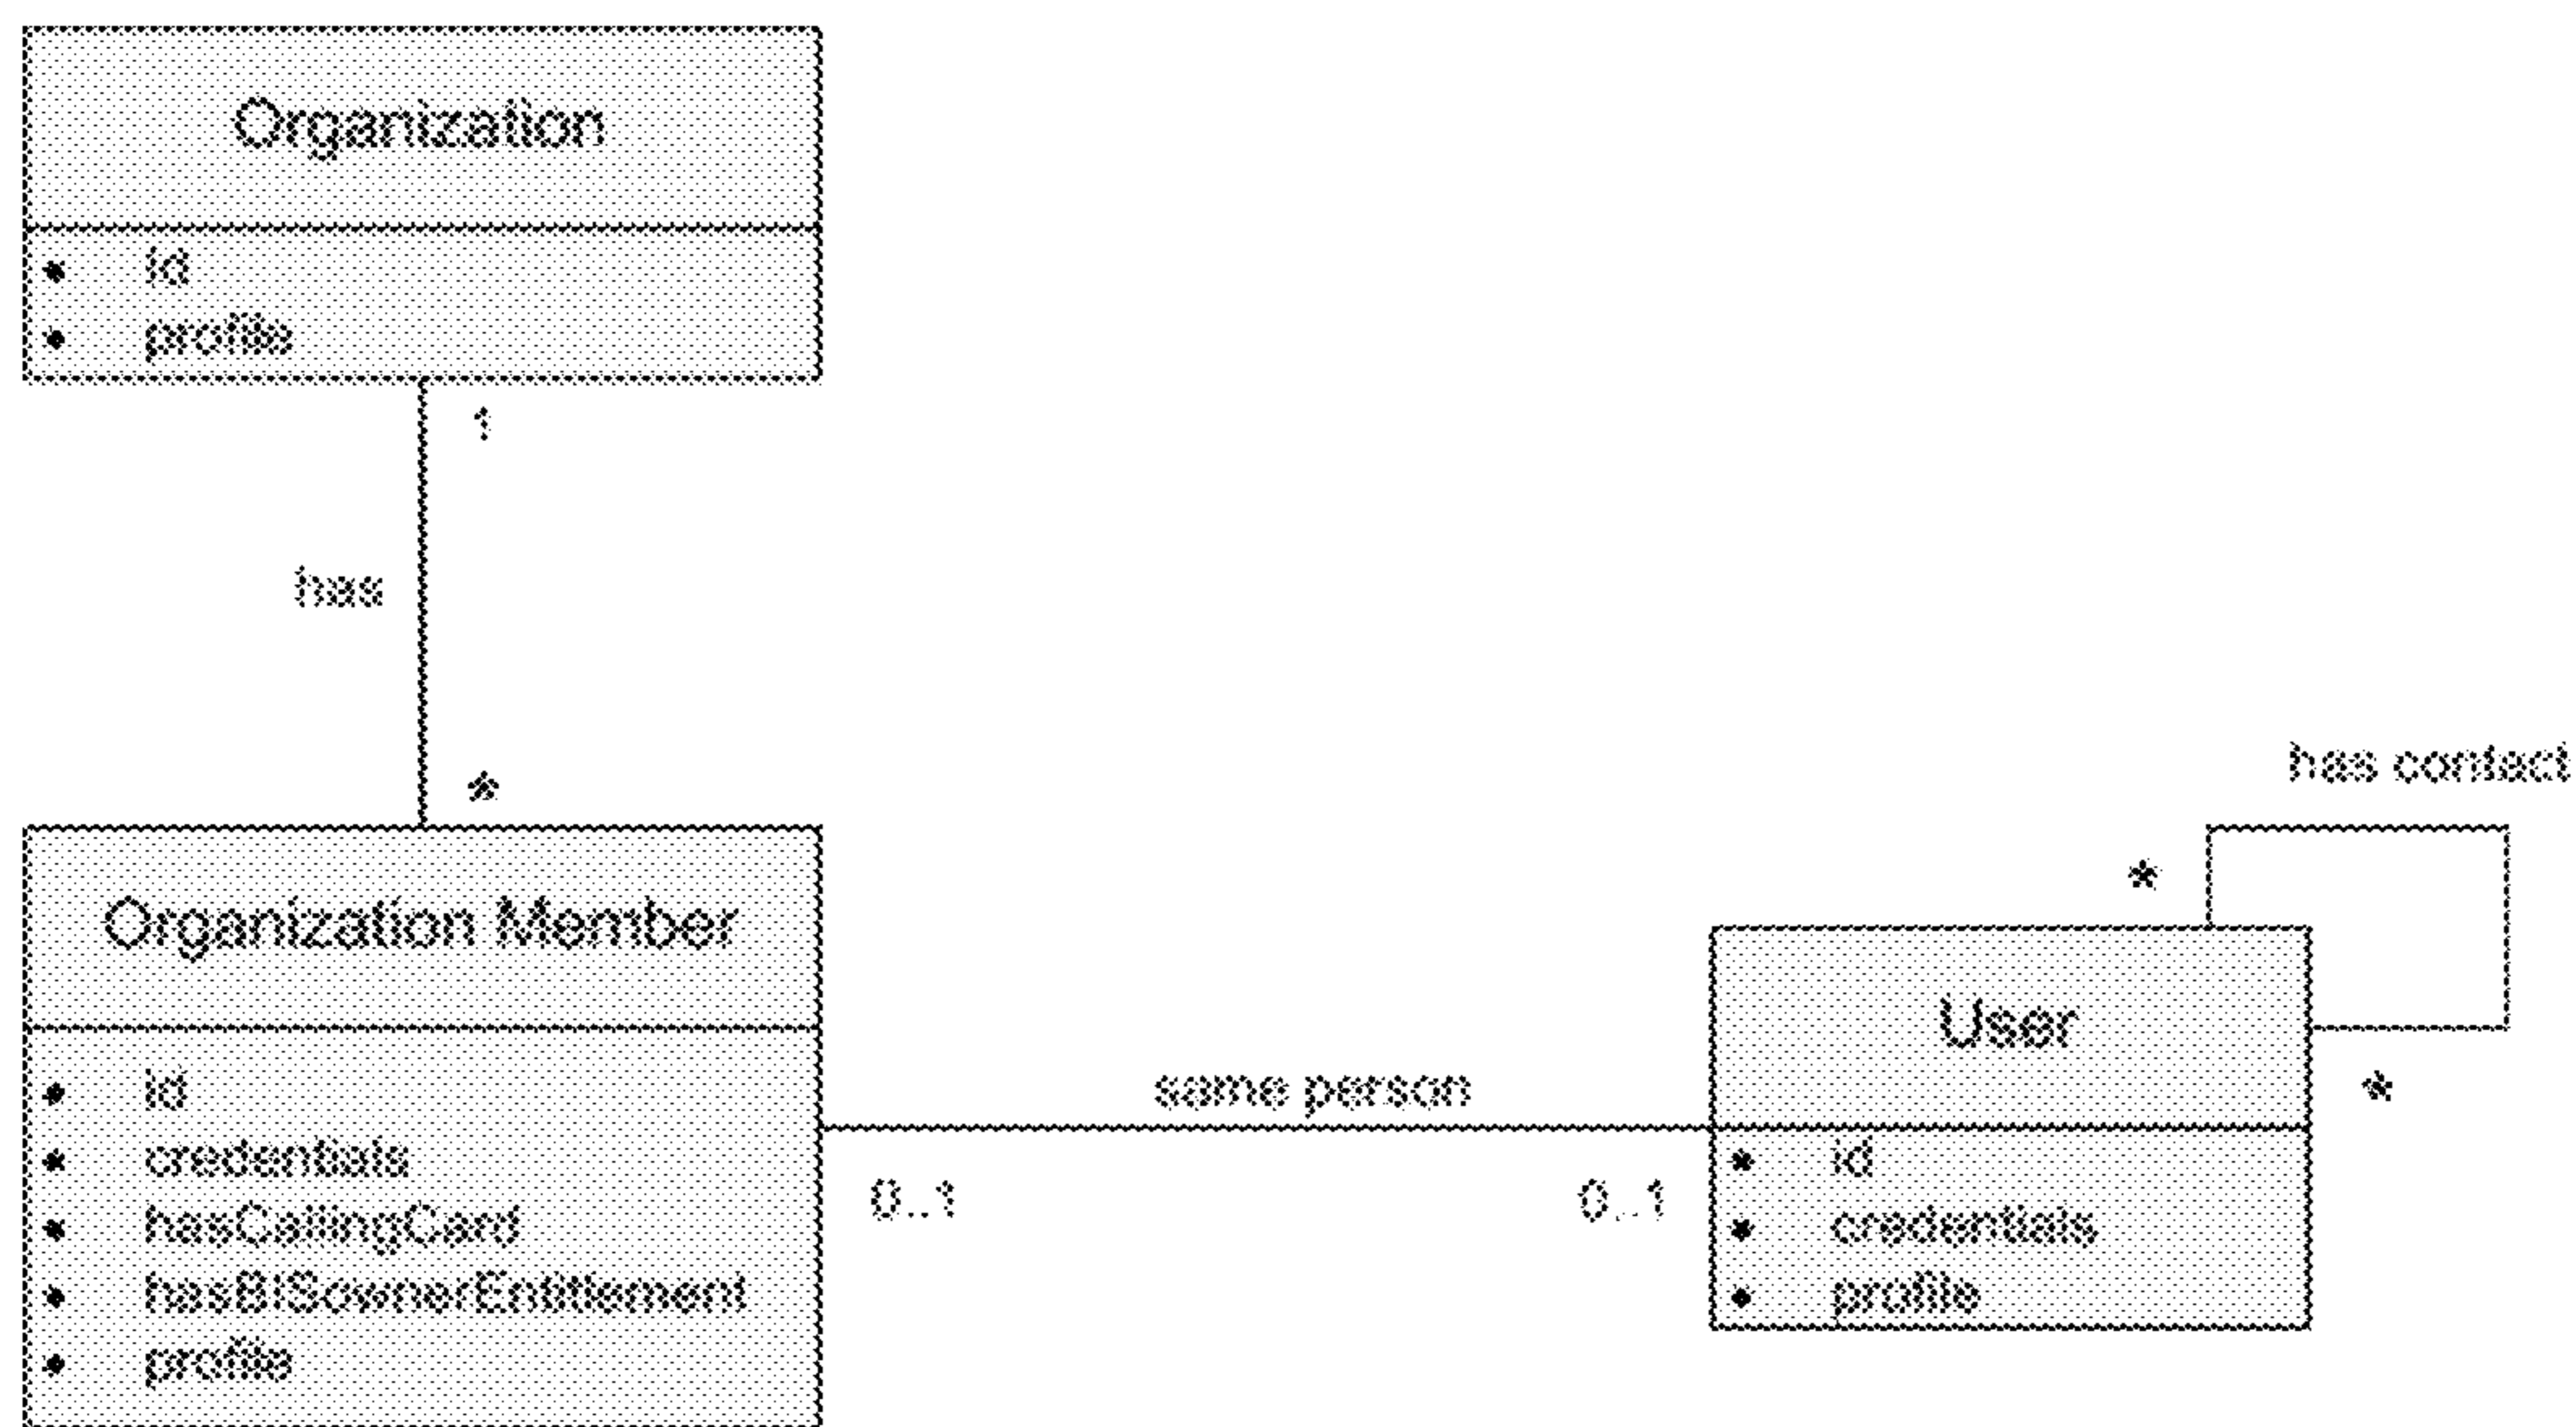 Organization
• id
• profile
1
has
*
Organization Member
• id
• credentials
• hasCallingCard
• hasBISownerEntitlement
• profile
same person
0..1
0..1
has contact
*
User
*
• id
• credentials
• profile